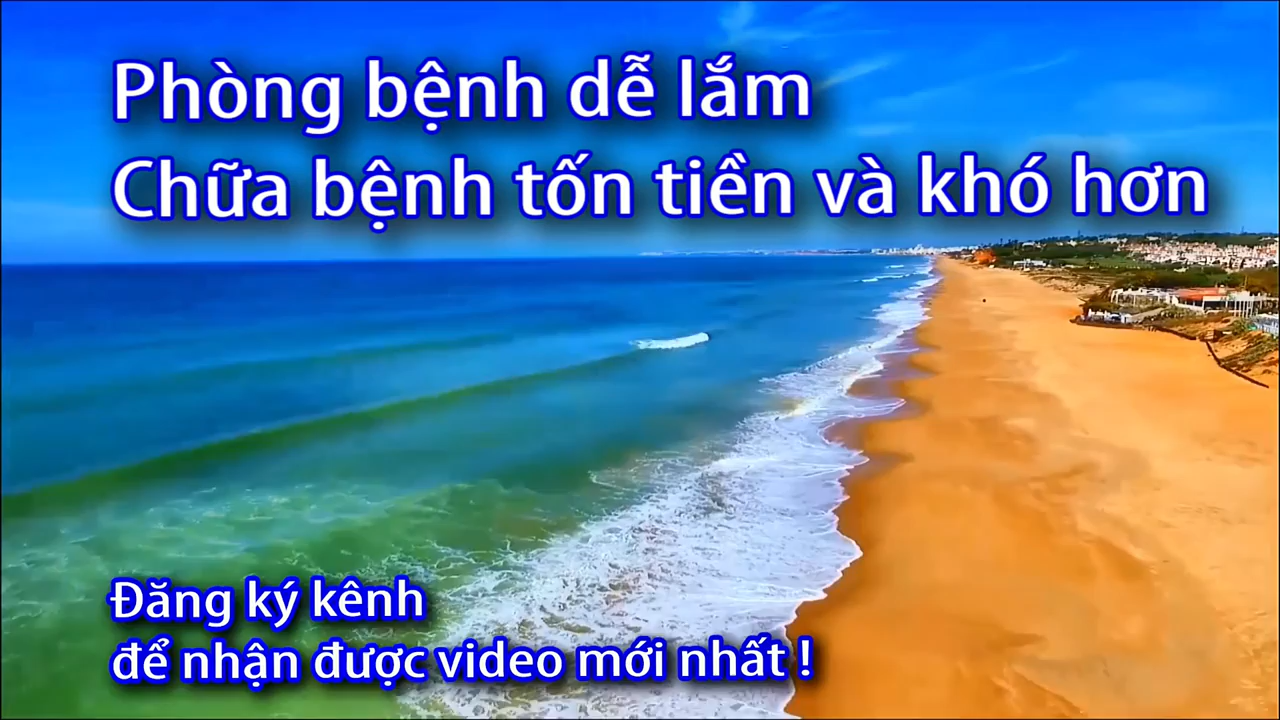 Phòng bệnh dễ lắm
Chữa bệnh tốn tiền và khó hơn
Đăng ký kênh
để nhận được video mới nhất !